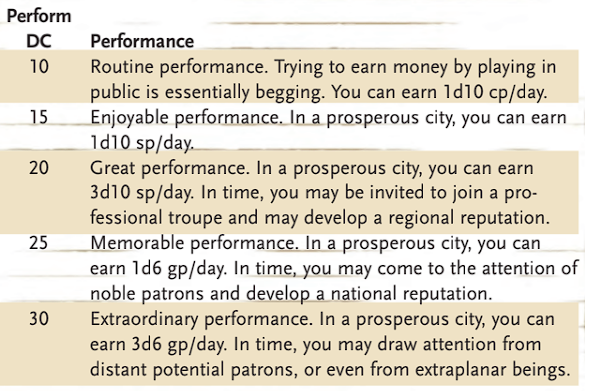 Perform
DC Performance
10 Routine performance. Trying to earn money by playing in
public is essentially begging. You can earn 1d10 cp/day.
15 Enjoyable performance. In a prosperous city, you can earn
1d10 sp/day.
20 Great performance. In a prosperous city, you can earn
3d10 sp/day. In time, you may be invited to join a pro-
fessional troupe and may develop a regional reputation.
25 Memorable performance. In a prosperous city, you can
earn 1d6 gp/day. In time, you may come to the attention of
noble patrons and develop a national reputation.
30 Extraordinary performance. In a prosperous city, you can
earn 3d6 gp/day. In time, you may draw attention from
distant potential patrons, or even from extraplanar beings.